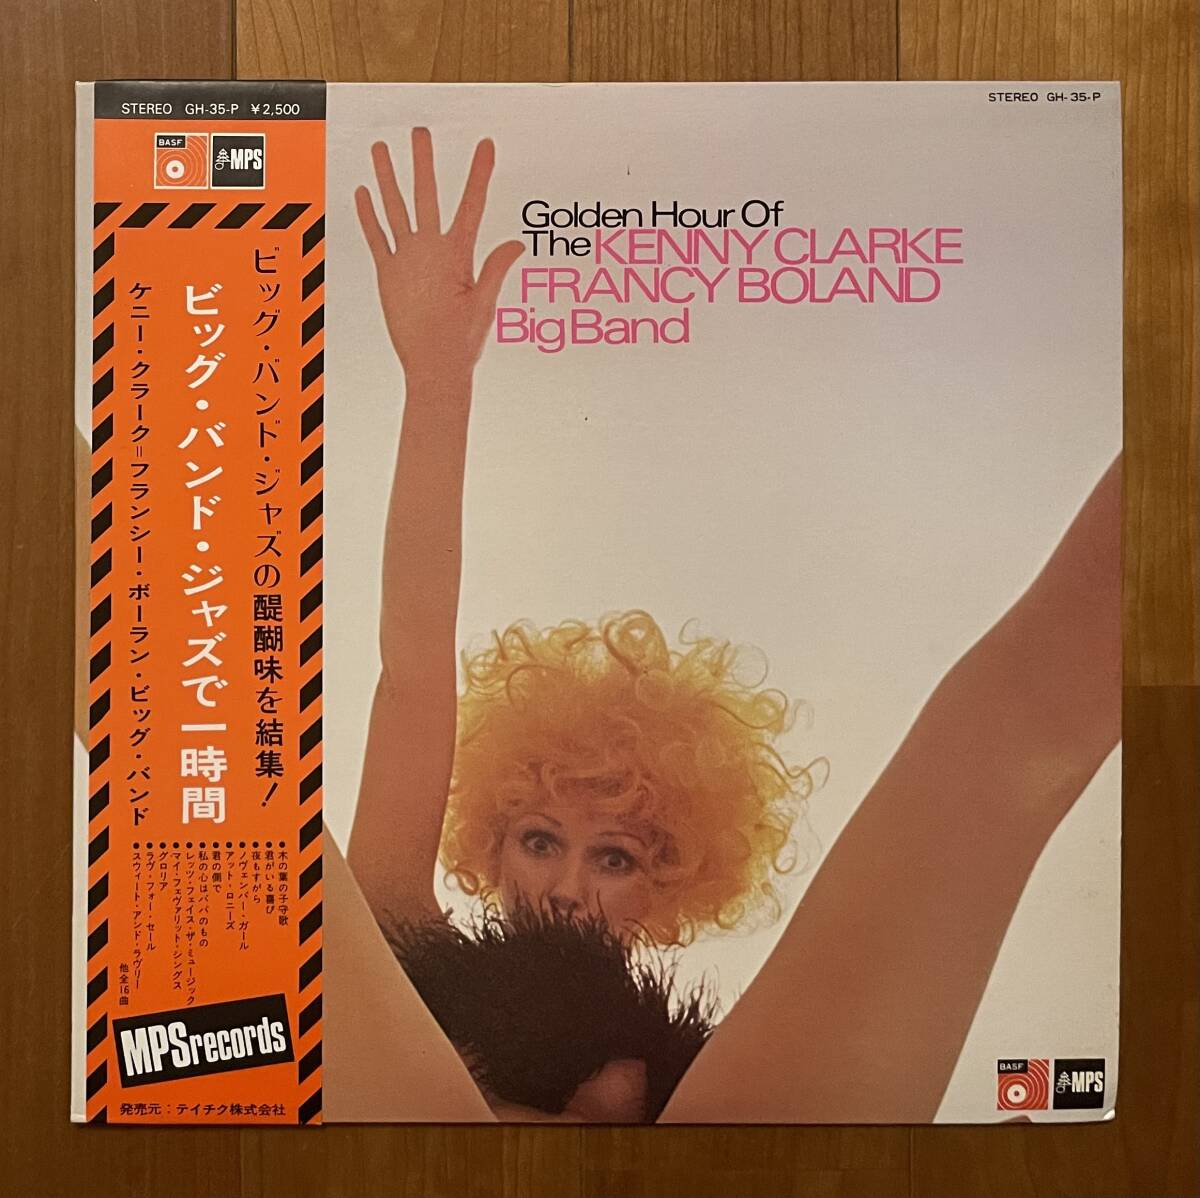 STEREO GH-35-P ¥2,500
BASF
MPS
ビッグ・バンド・ジャズの醍醐味を結集!
ビッグ・バンド・ジャズで一時間
ケニー・クラーク=フランシー・ボーラン・ビッグ・バンド
●木の葉の子守歌
●君がいる喜び
●夜もすがら
●ノヴェンバー・ガール
●アット・ロニーズ
●君の側で
●私の心はパパのもの
●レッツ・フェイス・ザ・ミュージック
●マイ・フェヴァリット・シングス
●グロリア
●ラヴ・フォー・セール
●スウィート・アンド・ラヴリー
他全16曲
MPSrecords
発売元:テイチク株式会社
STEREO GH-35-P
Golden Hour Of
The KENNY CLARKE
FRANCY BOLAND
Big Band
BASF
MPS